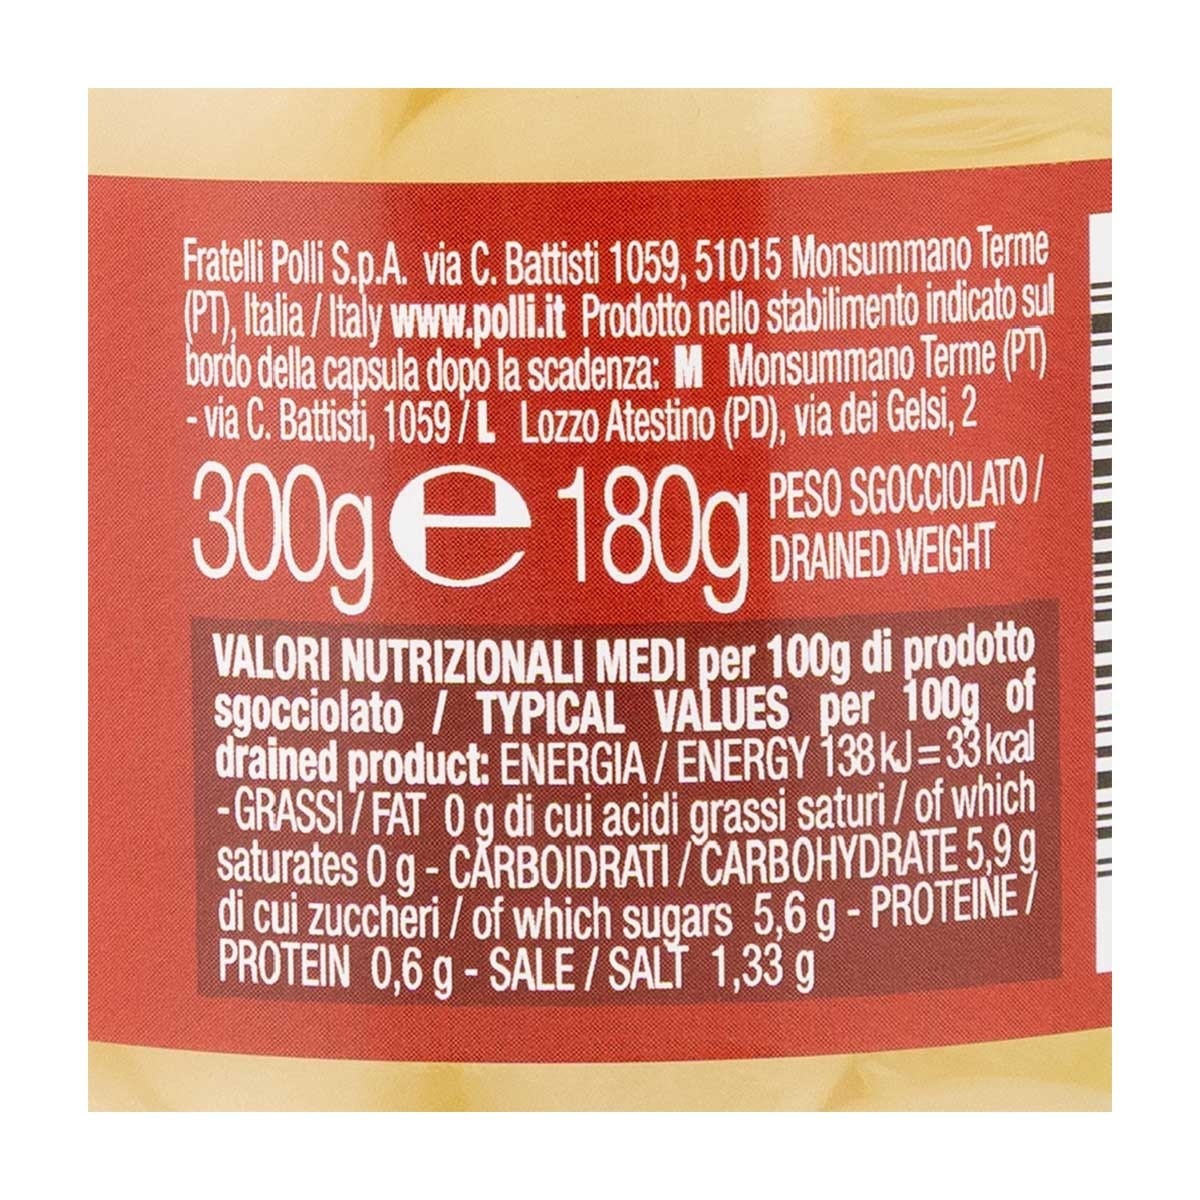 Fratelli Polli S.p.A. via C. Battisti 1059, 51015 Monsummano Terme
(PT), Italia / Italy www.polli.it Prodotto nello stabilimento indicato sul
bordo della capsula dopo la scadenza: M Monsummano Terme (PT)
- via C. Battisti, 1059 / L Lozzo Atestino (PD), via dei Gelsi, 2
300g e 180g PESO SGOCCIOLATO /
DRAINED WEIGHT
VALORI NUTRIZIONALI MEDI per 100g di prodotto
sgocciolato / TYPICAL VALUES per 100g of
drained product: ENERGIA / ENERGY 138 kJ = 33 kcal
- GRASSI / FAT 0 g di cui acidi grassi saturi / of which
saturates 0 g - CARBOIDRATI / CARBOHYDRATE 5,9 g
di cui zuccheri / of which sugars 5,6 g - PROTEINE /
PROTEIN 0,6 g - SALE / SALT 1,33 g